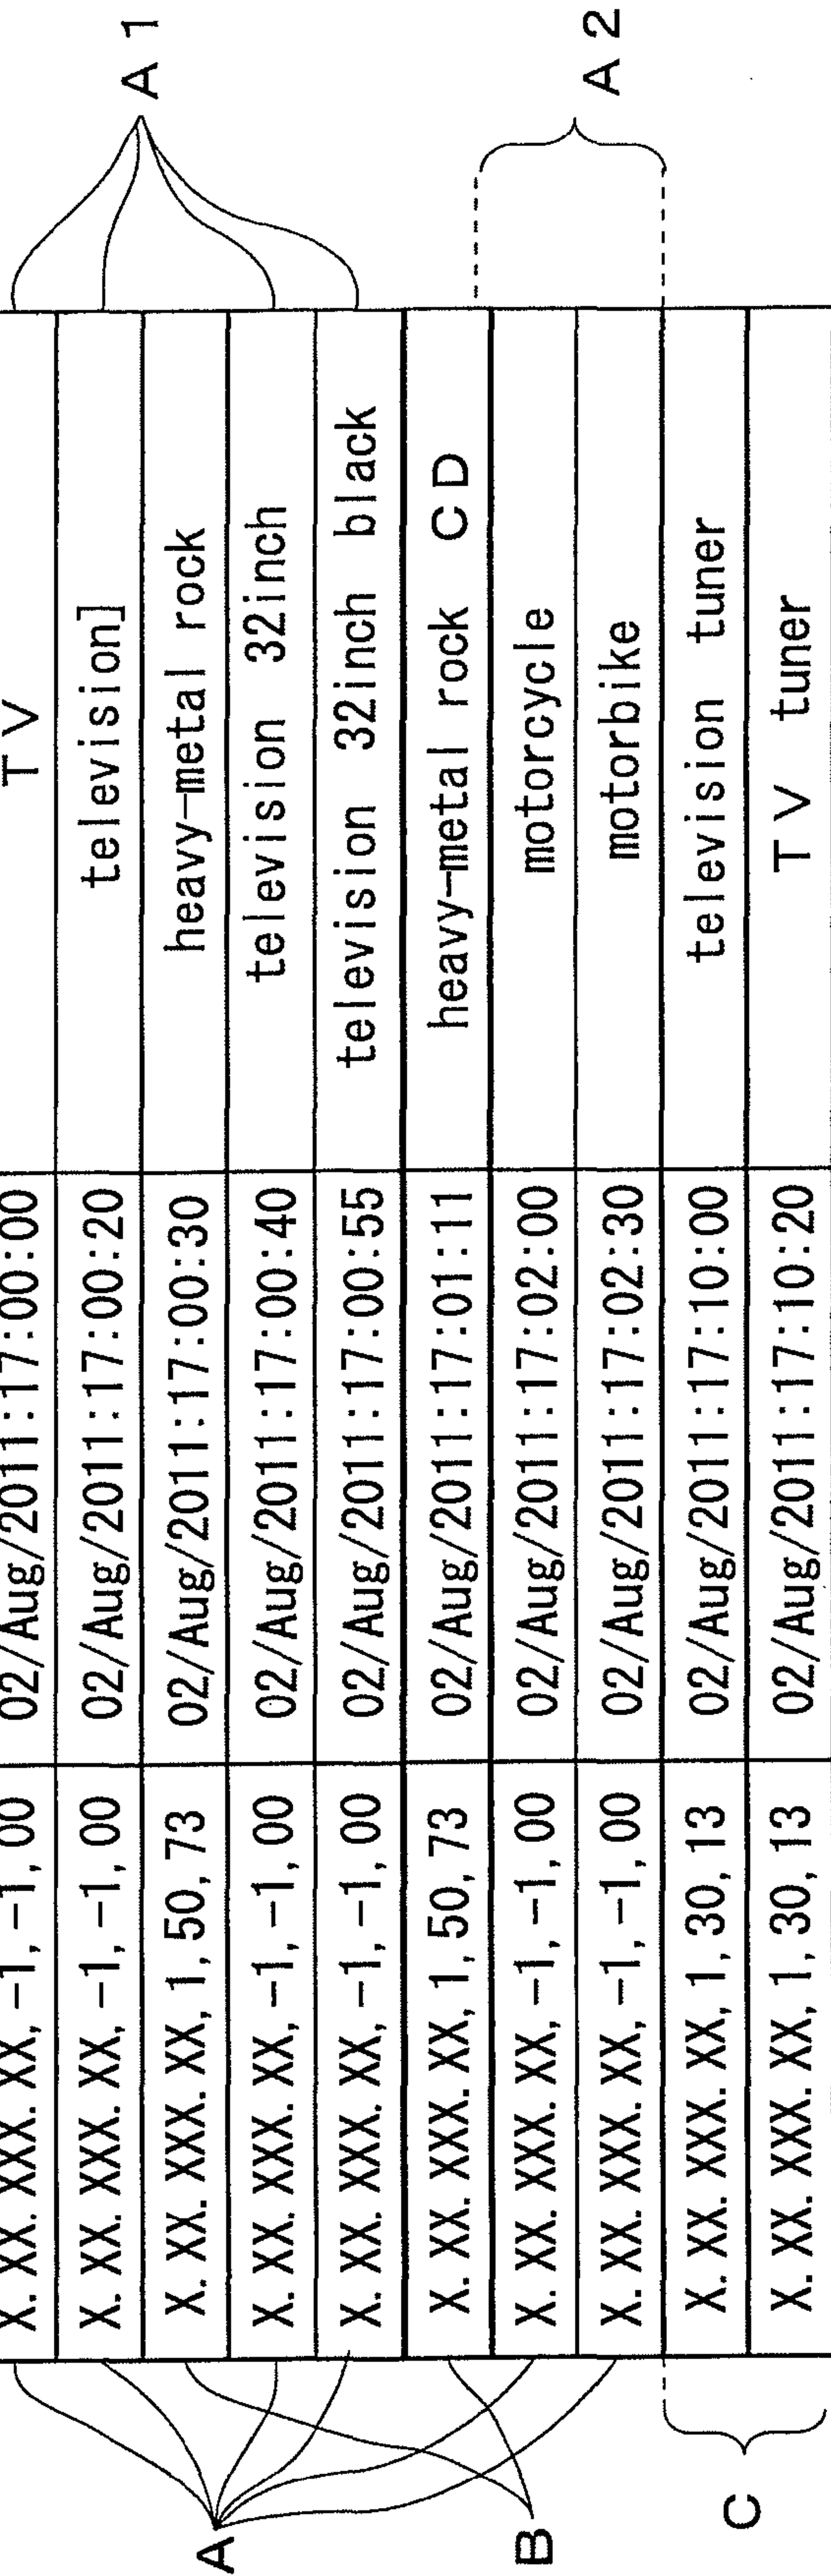 X. XX. XXX. XX, -1, -1, 00 02/Aug/2011:17:00:00 TV
X. XX. XXX. XX, -1, -1, 00 02/Aug/2011:17:00:20 television]
X. XX. XXX. XX, 1, 50, 73 02/Aug/2011:17:00:30 heavy-metal rock
X. XX. XXX. XX, -1, -1, 00 02/Aug/2011:17:00:40 television 32inch
X. XX. XXX. XX, -1, -1, 00 02/Aug/2011:17:00:55 television 32inch black
X. XX. XXX. XX, 1, 50, 73 02/Aug/2011:17:01:11 heavy-metal rock CD
X. XX. XXX. XX, -1, -1, 00 02/Aug/2011:17:02:00 motorcycle
X. XX. XXX. XX, -1, -1, 00 02/Aug/2011:17:02:30 motorbike
X. XX. XXX. XX, 1, 30, 13 02/Aug/2011:17:10:00 television tuner
X. XX. XXX. XX, 1, 30, 13 02/Aug/2011:17:10:20 TV tuner
A
B
C
A1
A2